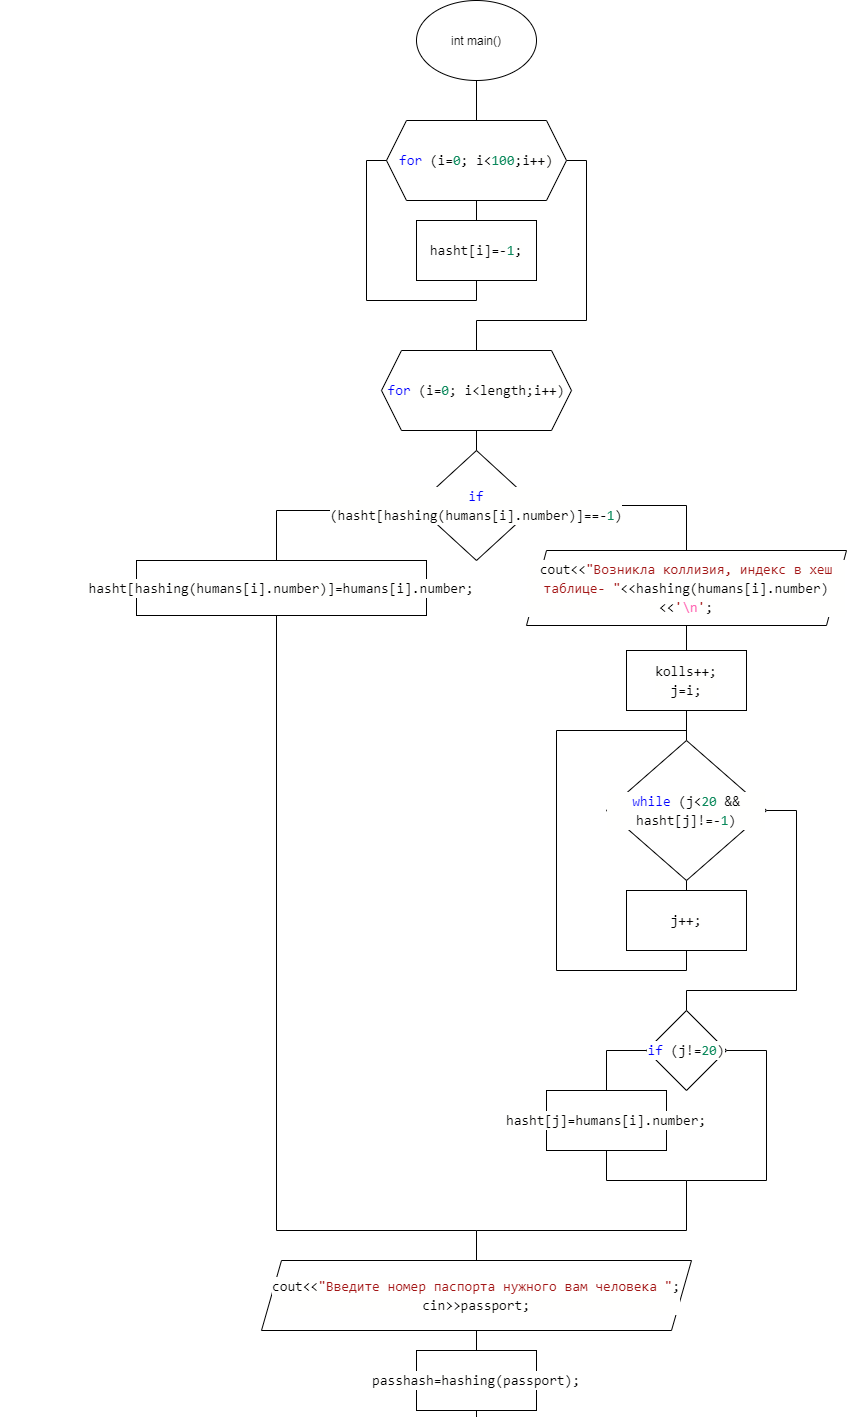 int main()
for (i=0; i<100;i++)
hasht[i]=-1;
for (i=0; i<length;i++)
if
(hasht[hashing(humans[i].number)]==-1)
hasht[hashing(humans[i].number)]=humans[i].number;
cout<<"Возникла коллизия, индекс в хеш
таблице- "<<hashing(humans[i].number)
<<'\n';
kolls++;
j=i;
while (j<20 &&
hasht[j]!=-1)
j++;
if (j!=20)
hasht[j]=humans[i].number;
cout<<"Введите номер паспорта нужного вам человека ";
cin>>passport;
passhash=hashing(passport);